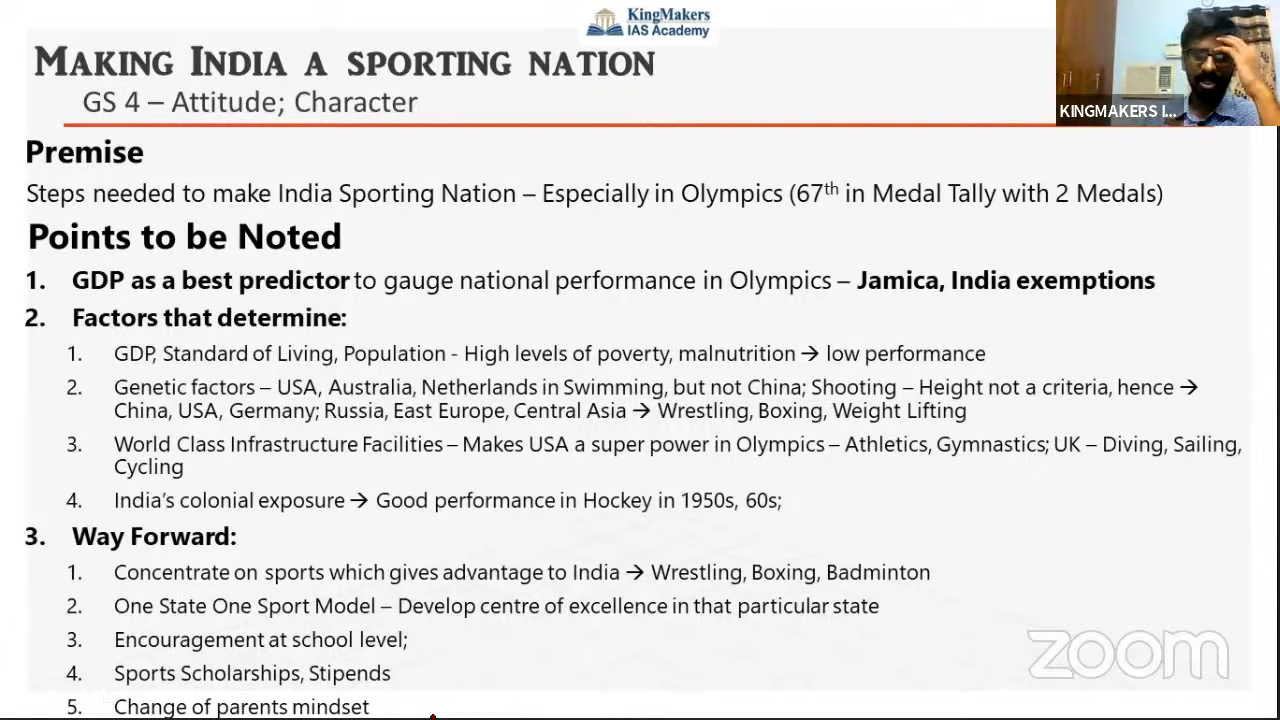 KingMakers
IAS Academy
MAKING INDIA A SPORTING NATION
GS 4 – Attitude; Character
KINGMAKERS I...
Premise
Steps needed to make India Sporting Nation – Especially in Olympics (67th in Medal Tally with 2 Medals)
Points to be Noted
1. GDP as a best predictor to gauge national performance in Olympics – Jamica, India exemptions
2. Factors that determine:
1. GDP, Standard of Living, Population - High levels of poverty, malnutrition → low performance
2. Genetic factors – USA, Australia, Netherlands in Swimming, but not China; Shooting – Height not a criteria, hence →
China, USA, Germany; Russia, East Europe, Central Asia → Wrestling, Boxing, Weight Lifting
3. World Class Infrastructure Facilities – Makes USA a super power in Olympics – Athletics, Gymnastics; UK – Diving, Sailing,
Cycling
4. India's colonial exposure → Good performance in Hockey in 1950s, 60s;
3. Way Forward:
1. Concentrate on sports which gives advantage to India → Wrestling, Boxing, Badminton
2. One State One Sport Model – Develop centre of excellence in that particular state
3. Encouragement at school level;
4. Sports Scholarships, Stipends
5. Change of parents mindset
zoom